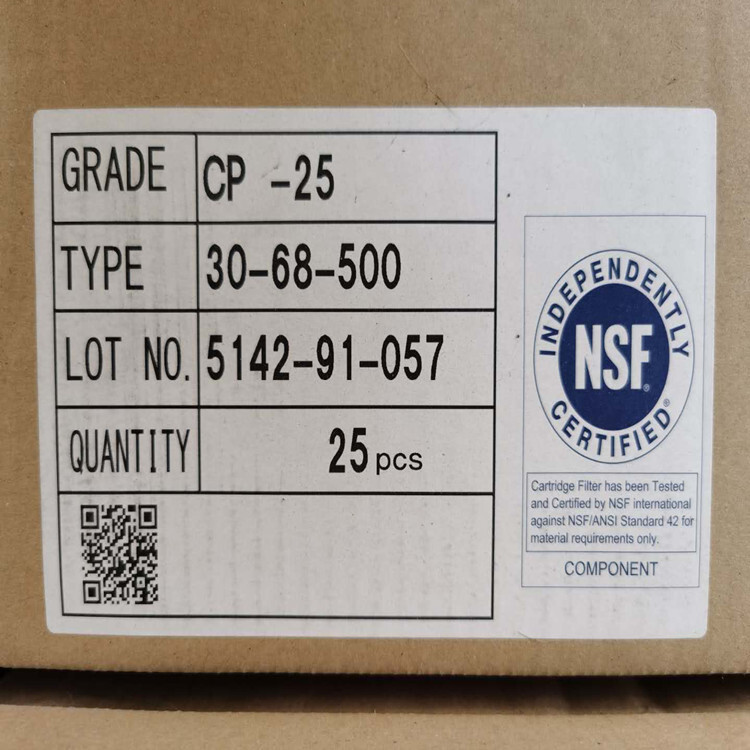 GRADE CP -25
TYPE 30-68-500
LOT NO. 5142-91-057
QUANTITY 25 pcs
INDEPENDENTLY
NSF®
CERTIFIED®
Cartridge Filter has been Tested
and Certified by NSF international
against NSF/ANSI Standard 42 for
material requirements only.
COMPONENT